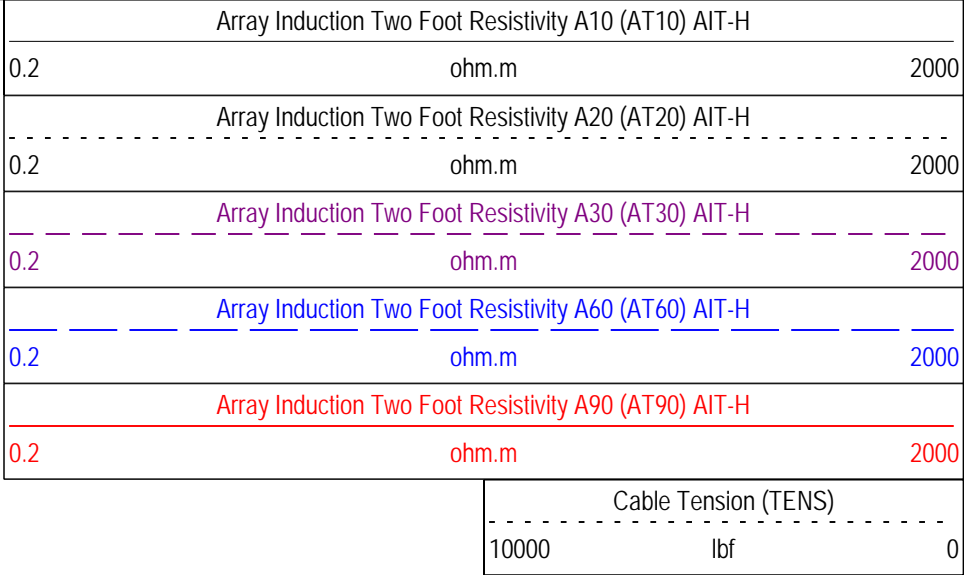 Array Induction Two Foot Resistivity A10 (AT10) AIT-H
0.2 ohm.m 2000
Array Induction Two Foot Resistivity A20 (AT20) AIT-H
0.2 ohm.m 2000
Array Induction Two Foot Resistivity A30 (AT30) AIT-H
0.2 ohm.m 2000
Array Induction Two Foot Resistivity A60 (AT60) AIT-H
0.2 ohm.m 2000
Array Induction Two Foot Resistivity A90 (AT90) AIT-H
0.2 ohm.m 2000
Cable Tension (TENS)
10000 lbf 0